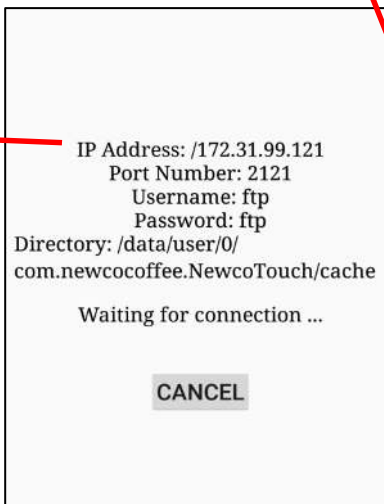 IP Address: /172.31.99.121
Port Number: 2121
Username: ftp
Password: ftp
Directory: /data/user/0/
com.newcocoffee.NewcoTouch/cache
Waiting for connection ...
CANCEL